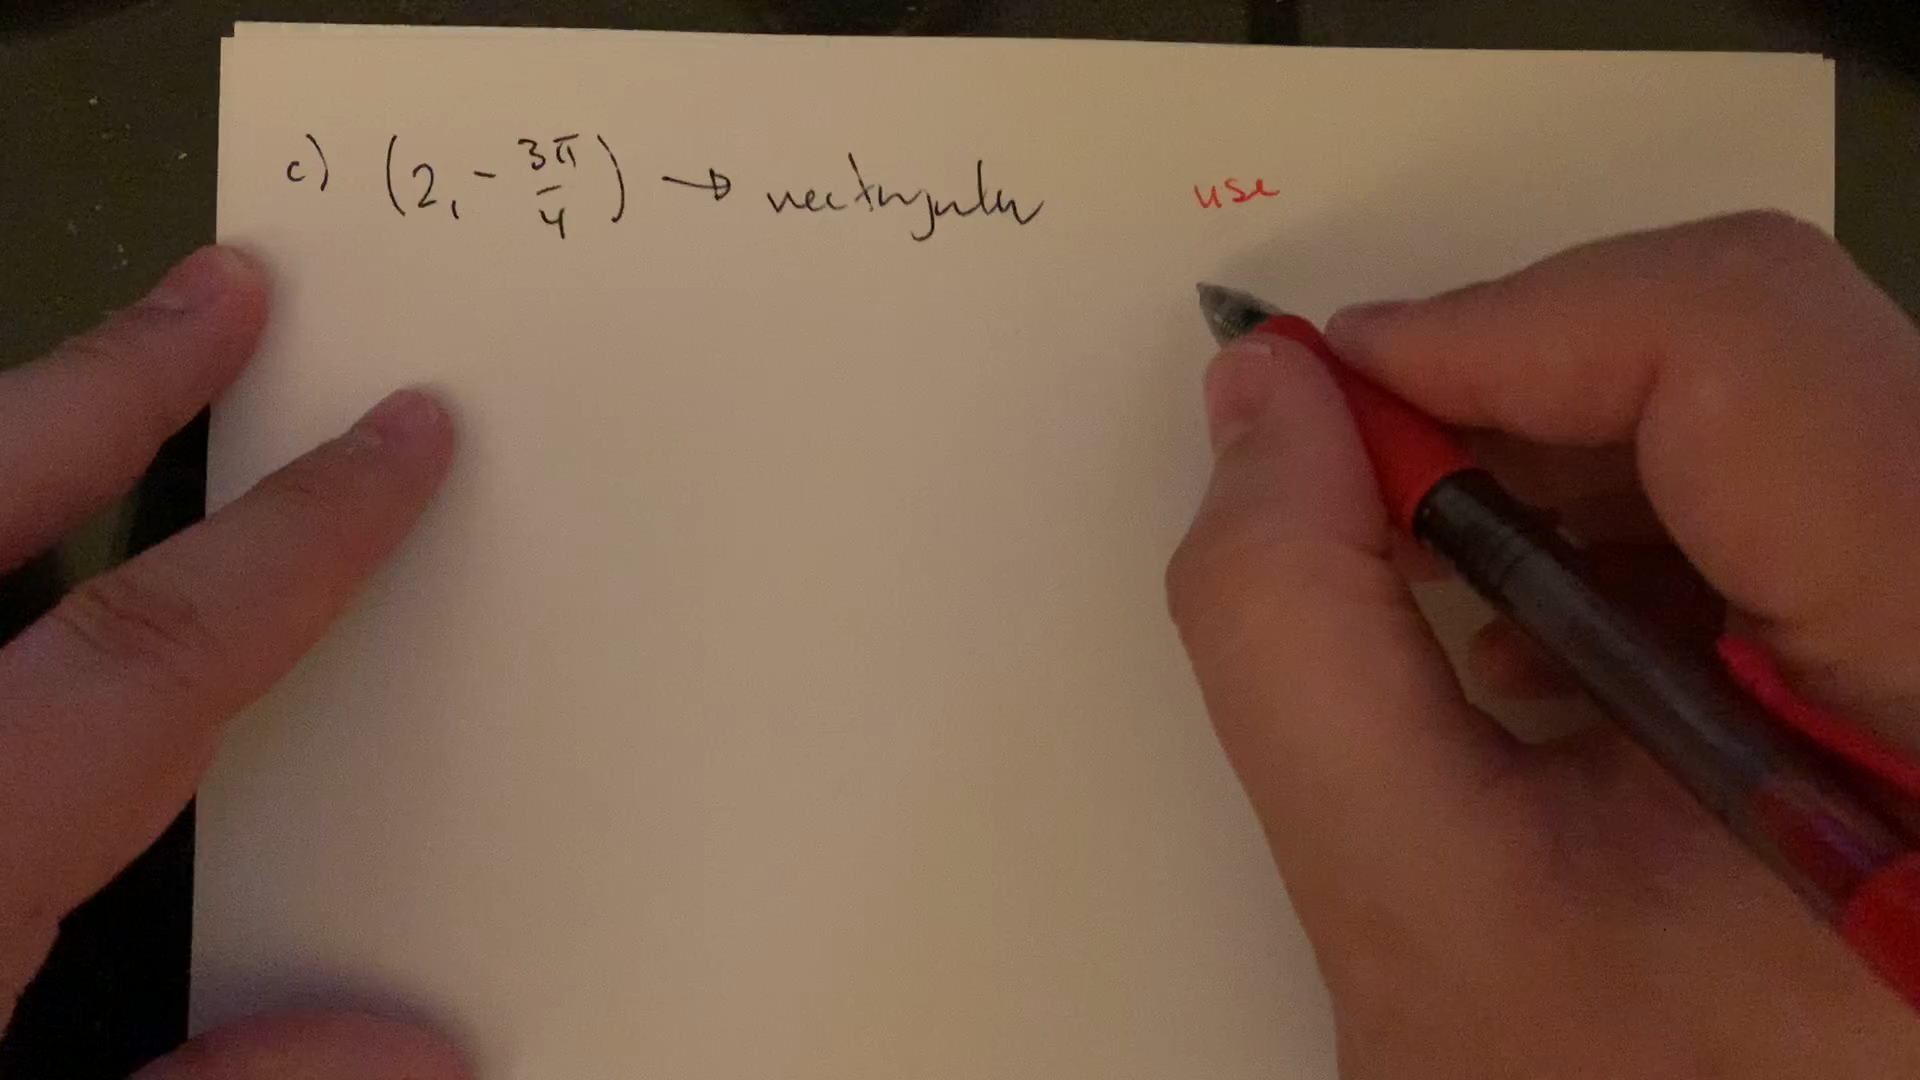 c) (2, - 3π/4) → rectangular use